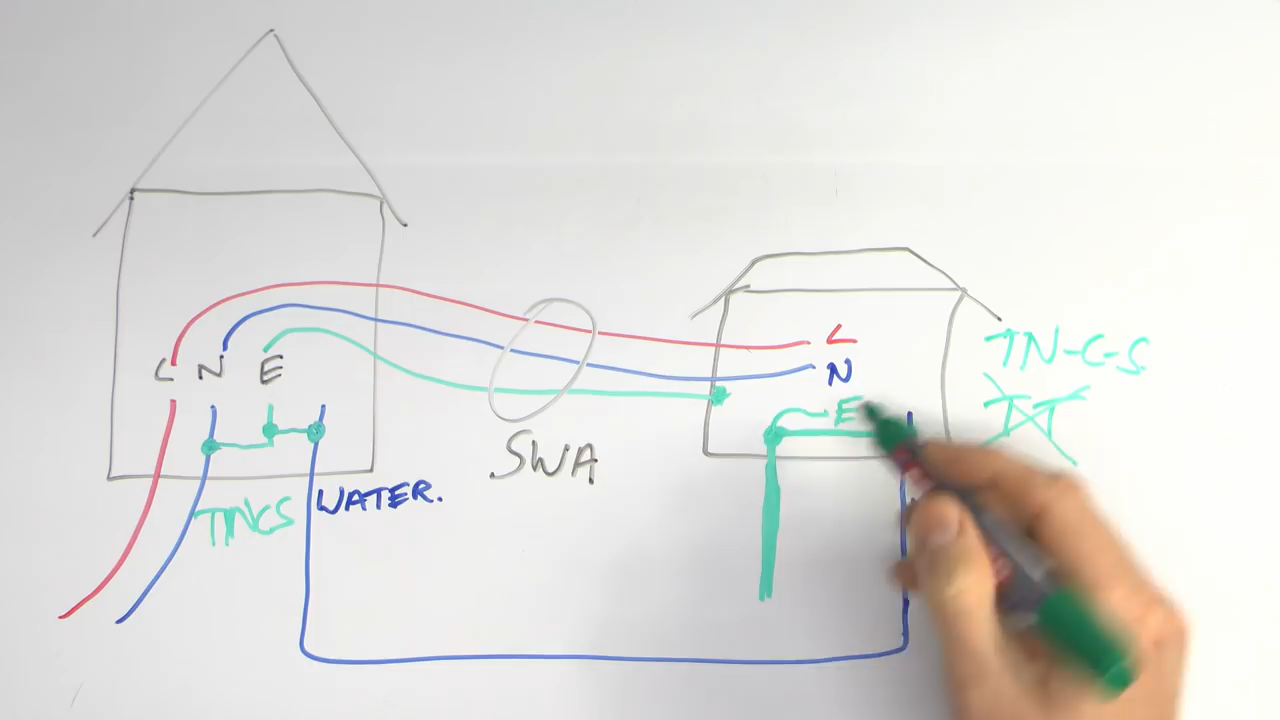 L N E
TNCS
WATER.
SWA
L
N
E
TN-C-S
TT